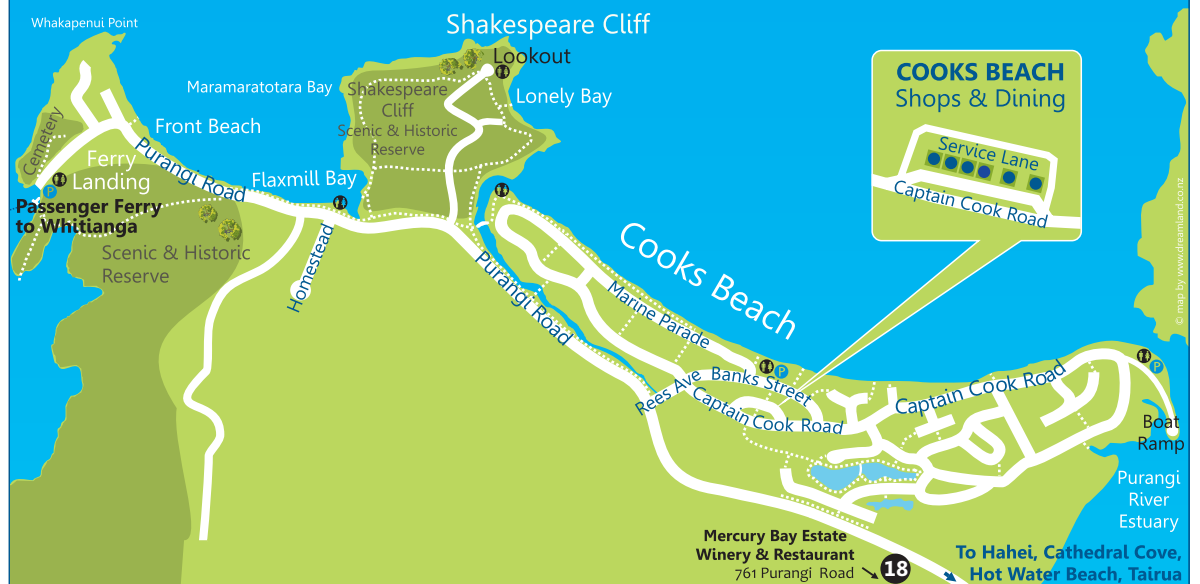 Whakapenui Point
Shakespeare Cliff
Lookout
Maramaratotara Bay
Shakespeare
Cliff
Scenic & Historic
Reserve
Lonely Bay
COOKS BEACH
Shops & Dining
Service Lane
Captain Cook Road
Cemetery
Front Beach
Ferry
Landing
Purangi Road
Flaxmill Bay
P
Passenger Ferry
to Whitianga
Scenic & Historic
Reserve
Homestead
Purangi Road
Cooks Beach
Marine Parade
© map by www.dreamland.co.nz
P
Rees Ave
Banks Street
Captain Cook Road
Captain Cook Road
P
Boat
Ramp
Purangi
River
Estuary
Mercury Bay Estate
Winery & Restaurant
761 Purangi Road
18
To Hahei, Cathedral Cove,
Hot Water Beach, Tairua